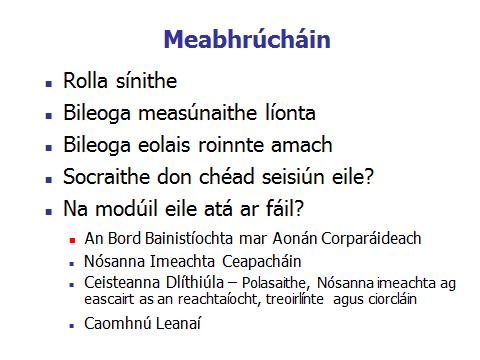 Meabhrúcháin
Rolla sínithe
Bileoga measúnaithe líonta
Bileoga eolais roinnte amach
Socraithe don chéad seisiún eile?
Na modúil eile atá ar fáil?
An Bord Bainistíochta mar Aonán Corparáideach
Nósanna Imeachta Ceapacháin
Ceisteanna Dlíthiúla – Polasaithe, Nósanna imeachta ag
eascairt as an reachtaíocht, treoirlínte agus ciorcláin
Caomhnú Leanaí